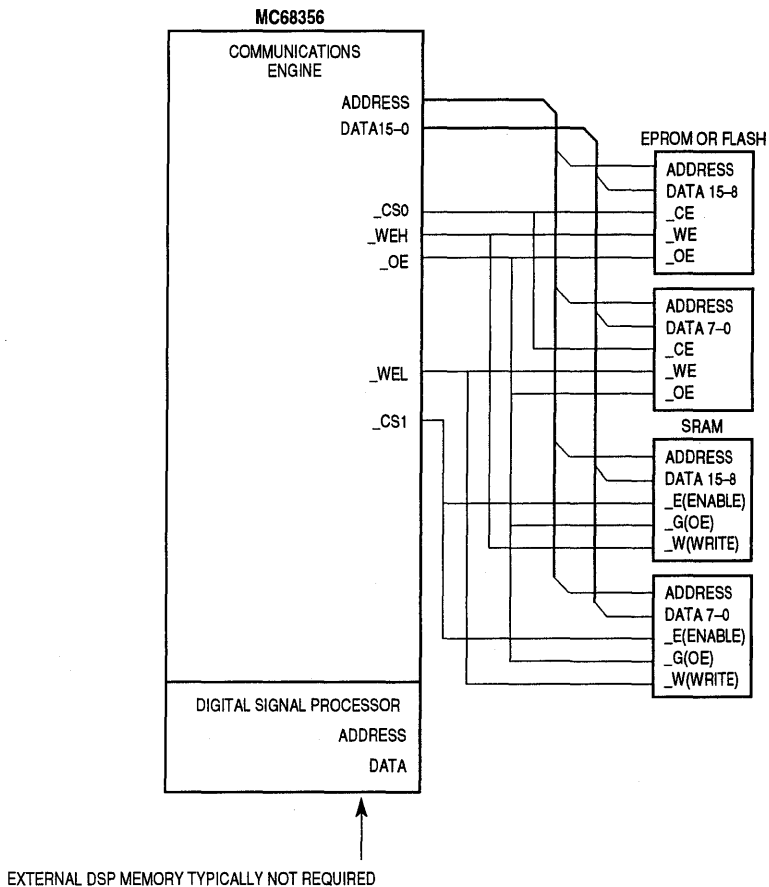 MC68356
COMMUNICATIONS
ENGINE
ADDRESS
DATA15–0
_CS0
_WEH
_OE
_WEL
_CS1
DIGITAL SIGNAL PROCESSOR
ADDRESS
DATA
EXTERNAL DSP MEMORY TYPICALLY NOT REQUIRED
EPROM OR FLASH
ADDRESS
DATA 15–8
_CE
_WE
_OE
ADDRESS
DATA 7–0
_CE
_WE
_OE
SRAM
ADDRESS
DATA 15–8
_E(ENABLE)
_G(OE)
_W(WRITE)
ADDRESS
DATA 7–0
_E(ENABLE)
_G(OE)
_W(WRITE)